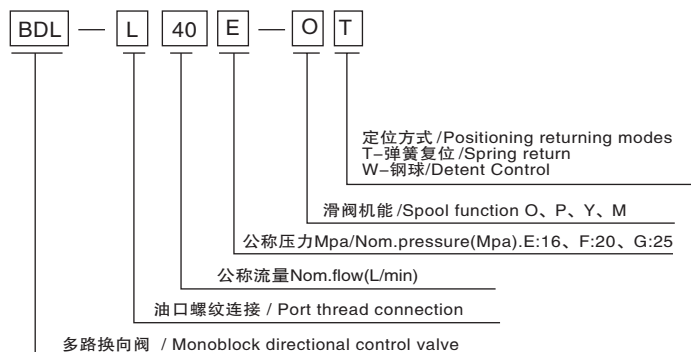 BDL — L 40 E — O T
定位方式/Positioning returning modes
T–弹簧复位/Spring return
W–钢球/Detent Control
滑阀机能/Spool function O、P、Y、M
公称压力Mpa/Nom.pressure(Mpa).E:16、F:20、G:25
公称流量Nom.flow(L/min)
油口螺纹连接 / Port thread connection
多路换向阀 / Monoblock directional control valve